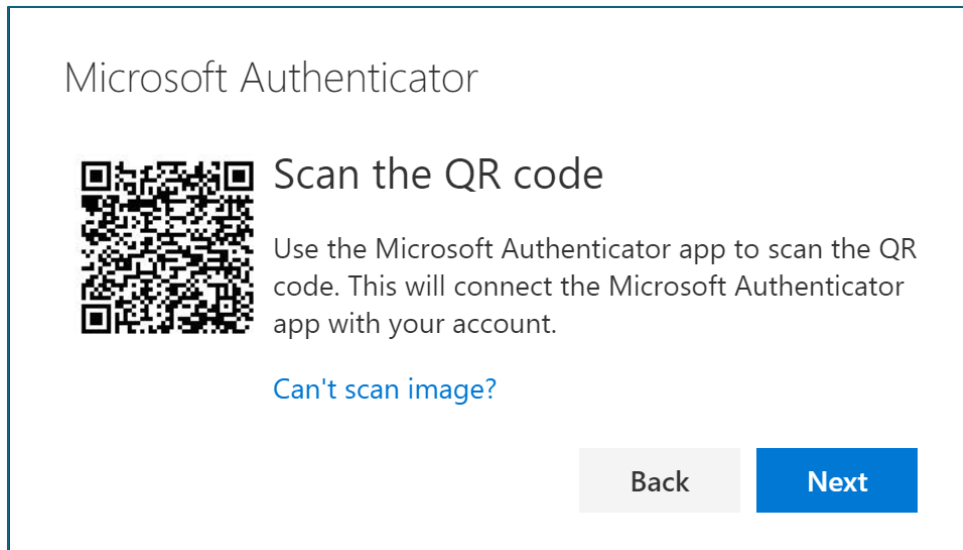 Microsoft Authenticator
Scan the QR code
Use the Microsoft Authenticator app to scan the QR
code. This will connect the Microsoft Authenticator
app with your account.
Can't scan image?
Back
Next